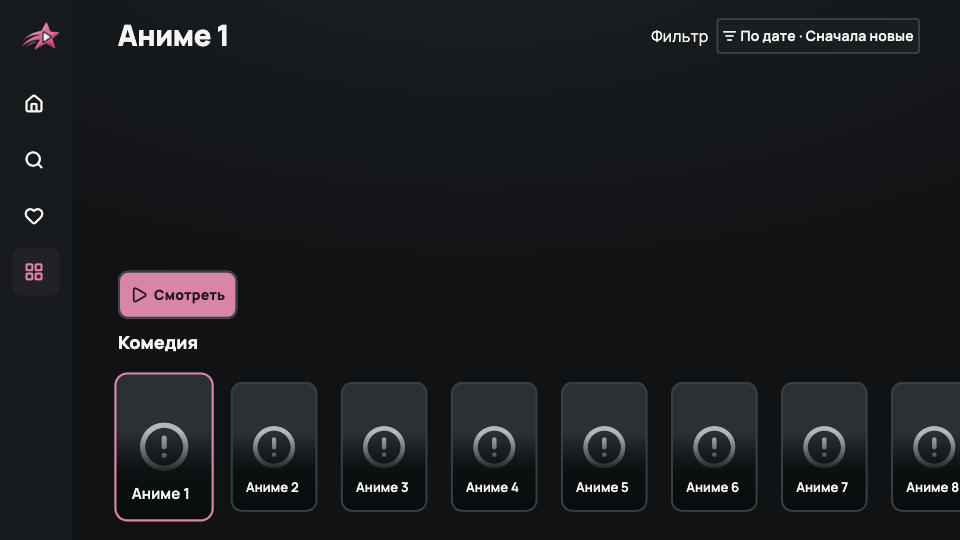 Аниме 1
Фильтр
По дате · Сначала новые
Смотреть
Комедия
Аниме 1
Аниме 2
Аниме 3
Аниме 4
Аниме 5
Аниме 6
Аниме 7
Аниме 8